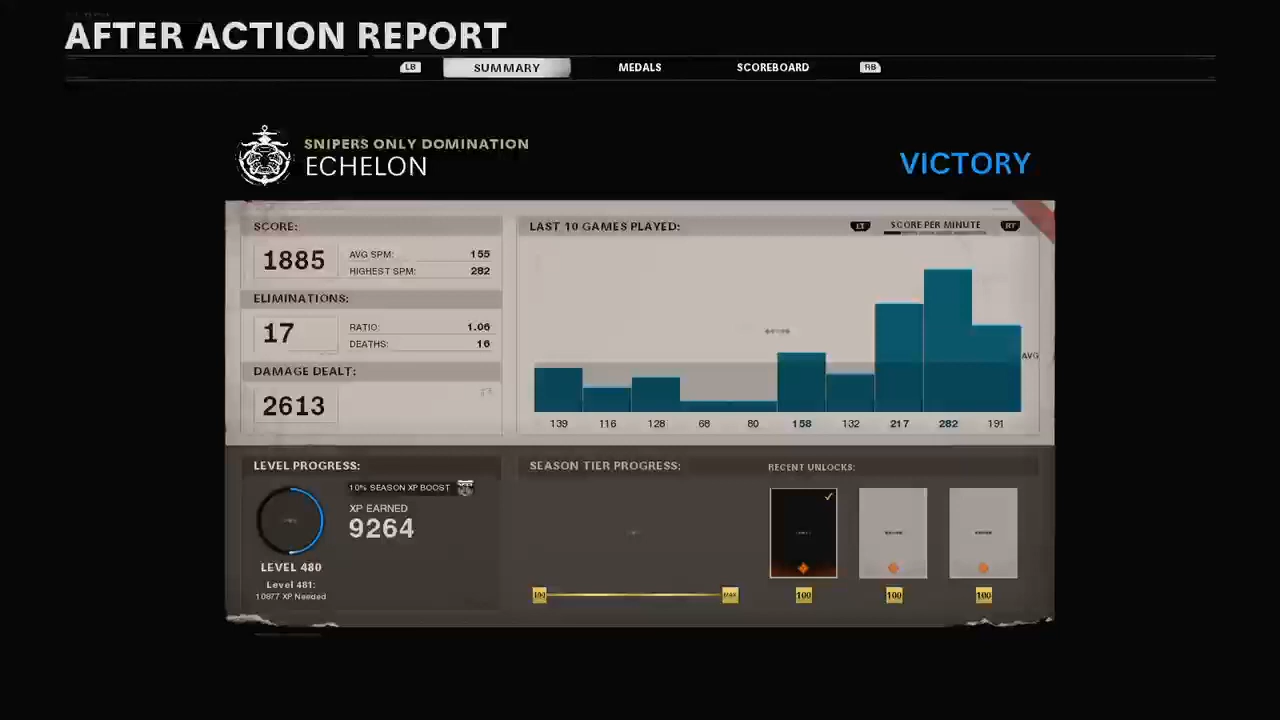 AFTER ACTION REPORT
LB SUMMARY MEDALS SCOREBOARD RB
SNIPERS ONLY DOMINATION
ECHELON
VICTORY
SCORE:
1885
AVG SPM: 155
HIGHEST SPM: 282
ELIMINATIONS:
17
RATIO: 1.06
DEATHS: 16
DAMAGE DEALT:
2613
LAST 10 GAMES PLAYED:
LT SCORE PER MINUTE RT
AVG
139 116 128 68 80 158 132 217 282 191
LEVEL PROGRESS:
10% SEASON XP BOOST
XP EARNED
9264
LEVEL 480
Level 481:
10877 XP Needed
SEASON TIER PROGRESS:
100 MAX
RECENT UNLOCKS:
100 100 100